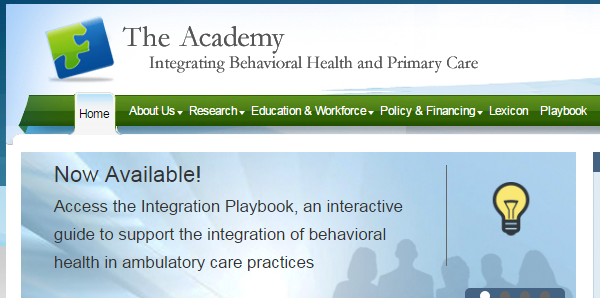 The Academy
Integrating Behavioral Health and Primary Care
Home About Us Research Education & Workforce Policy & Financing Lexicon Playbook
Now Available!
Access the Integration Playbook, an interactive
guide to support the integration of behavioral
health in ambulatory care practices